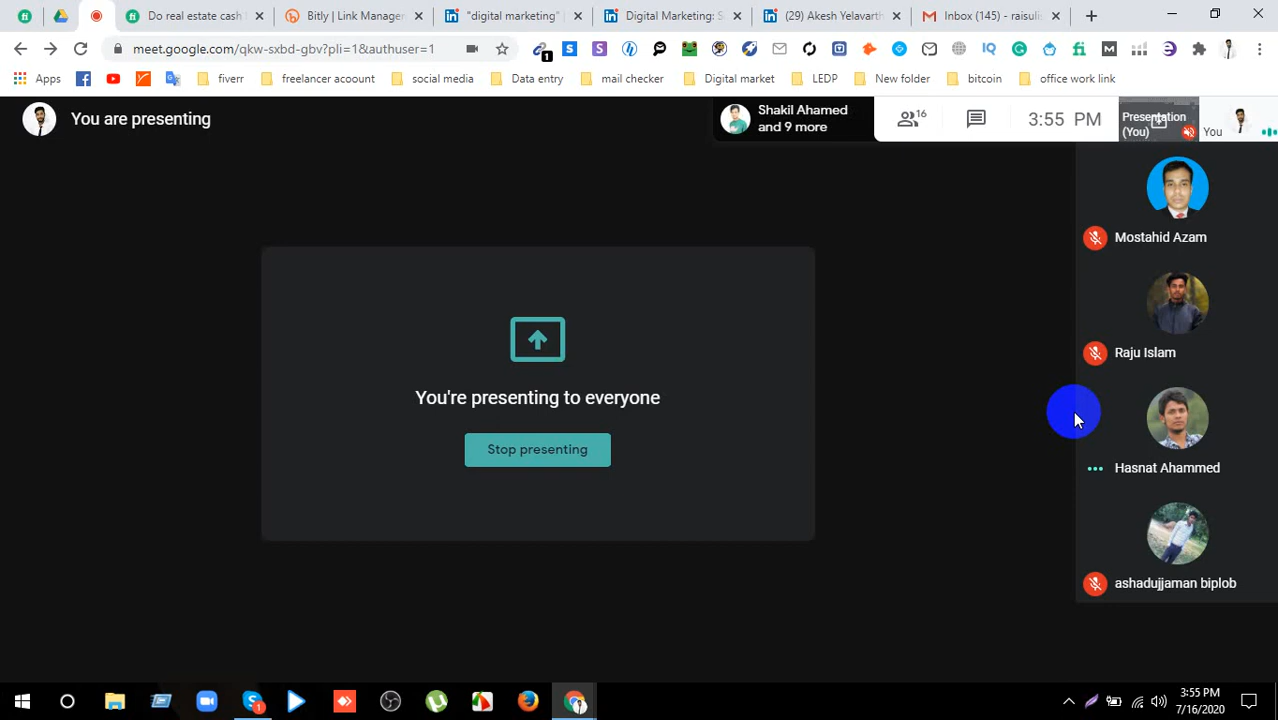 Do real estate cash
Bitly | Link Manager
"digital marketing"
Digital Marketing: S
(29) Akesh Yelavarth
Inbox (145) - raisulis
meet.google.com/qkw-sxbd-gbv?pli=1&authuser=1
Apps
fiverr
freelancer acoount
social media
Data entry
mail checker
Digital market
LEDP
New folder
bitcoin
office work link
You are presenting
Shakil Ahamed
and 9 more
16
3:55 PM
Presentation
(You)
You
Mostahid Azam
Raju Islam
You're presenting to everyone
Stop presenting
Hasnat Ahammed
ashadujjaman biplob
3:55 PM
7/16/2020